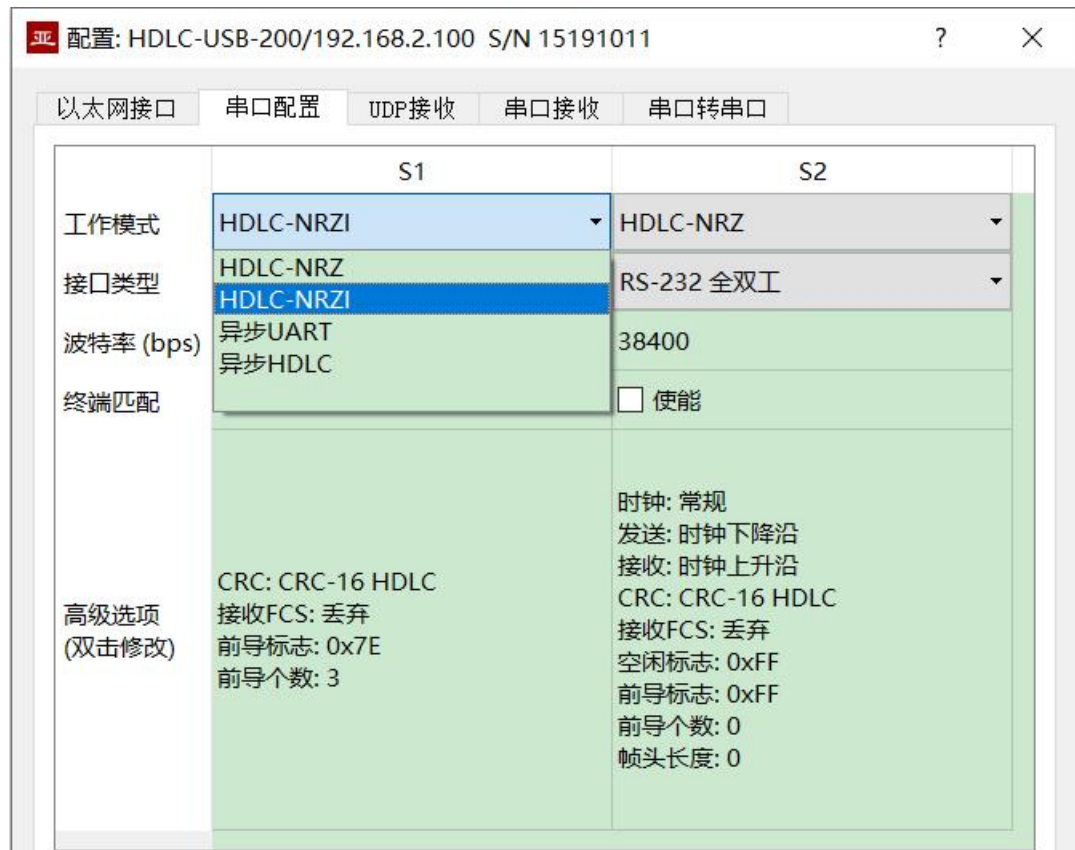 亚 配置: HDLC-USB-200/192.168.2.100 S/N 15191011 ? ×
以太网接口 串口配置 UDP接收 串口接收 串口转串口
S1 S2
工作模式 HDLC-NRZI HDLC-NRZ
HDLC-NRZ
HDLC-NRZI
异步UART
异步HDLC
接口类型 RS-232 全双工
波特率 (bps) 38400
终端匹配 使能
高级选项
(双击修改)
CRC: CRC-16 HDLC
接收FCS: 丢弃
前导标志: 0x7E
前导个数: 3
时钟: 常规
发送: 时钟下降沿
接收: 时钟上升沿
CRC: CRC-16 HDLC
接收FCS: 丢弃
空闲标志: 0xFF
前导标志: 0xFF
前导个数: 0
帧头长度: 0